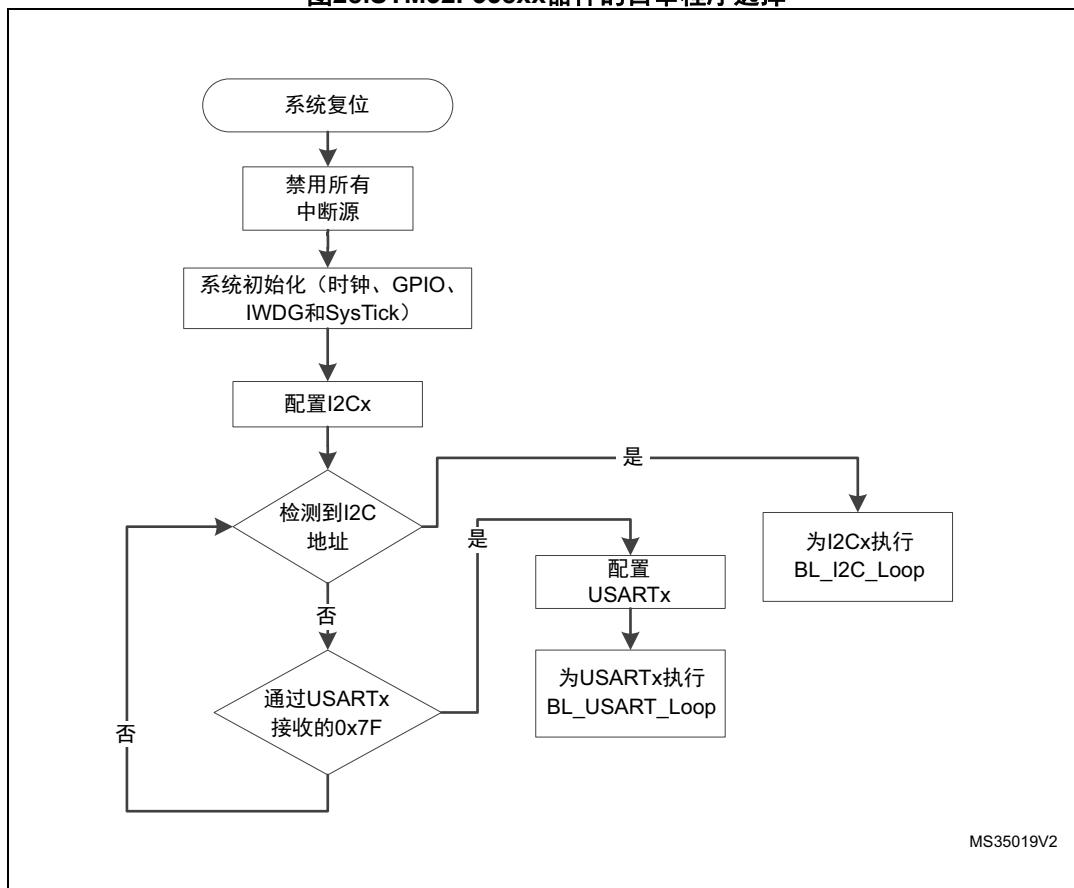 系统复位
禁用所有
中断源
系统初始化（时钟、GPIO、
IWDG和SysTick）
配置I2Cx
检测到I2C
地址
是
为I2Cx执行
BL_I2C_Loop
是
配置
USARTx
否
为USARTx执行
BL_USART_Loop
通过USARTx
接收的0x7F
否
MS35019V2